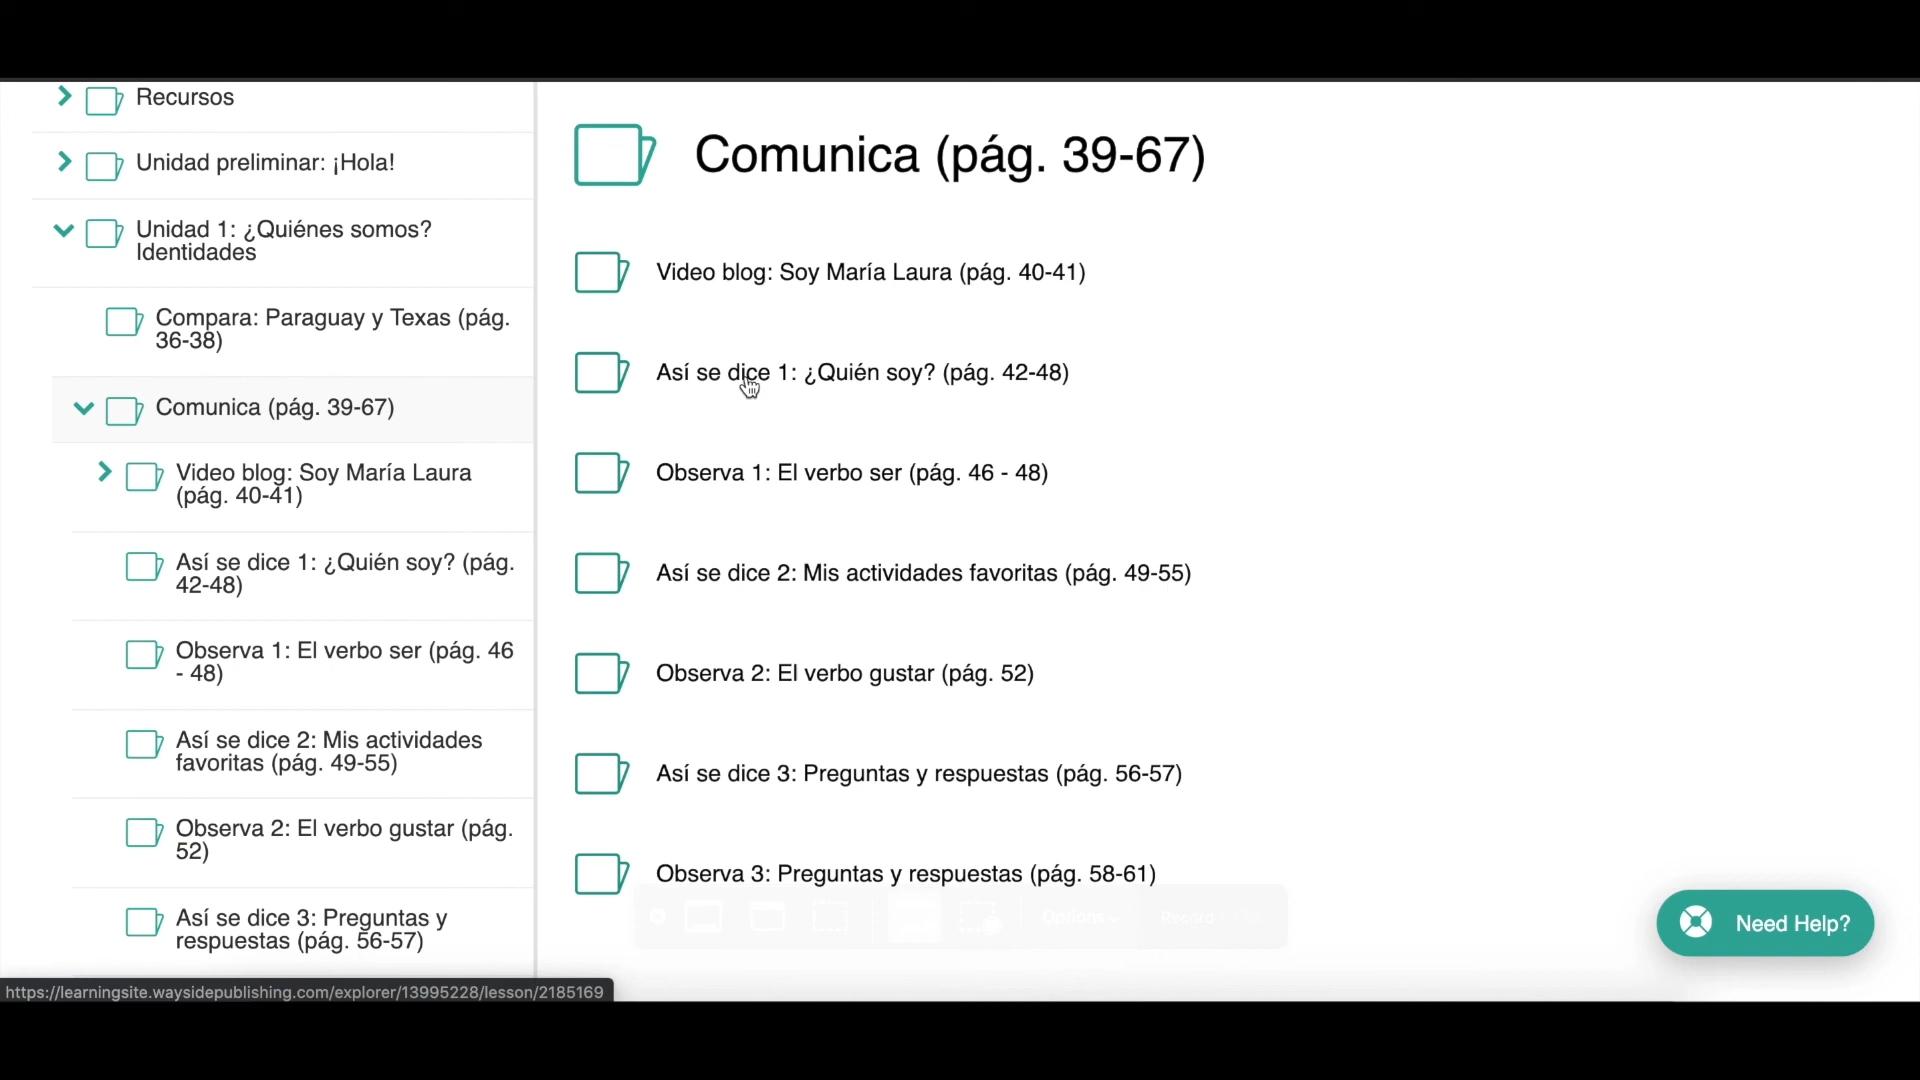 Recursos
Unidad preliminar: ¡Hola!
Unidad 1: ¿Quiénes somos?
Identidades
Compara: Paraguay y Texas (pág.
36-38)
Comunica (pág. 39-67)
Video blog: Soy María Laura
(pág. 40-41)
Así se dice 1: ¿Quién soy? (pág.
42-48)
Observa 1: El verbo ser (pág. 46
- 48)
Así se dice 2: Mis actividades
favoritas (pág. 49-55)
Observa 2: El verbo gustar (pág.
52)
Así se dice 3: Preguntas y
respuestas (pág. 56-57)
Comunica (pág. 39-67)
Video blog: Soy María Laura (pág. 40-41)
Así se dice 1: ¿Quién soy? (pág. 42-48)
Observa 1: El verbo ser (pág. 46 - 48)
Así se dice 2: Mis actividades favoritas (pág. 49-55)
Observa 2: El verbo gustar (pág. 52)
Así se dice 3: Preguntas y respuestas (pág. 56-57)
Observa 3: Preguntas y respuestas (pág. 58-61)
Options
Record
Need Help?
https://learningsite.waysidepublishing.com/explorer/13995228/lesson/2185169